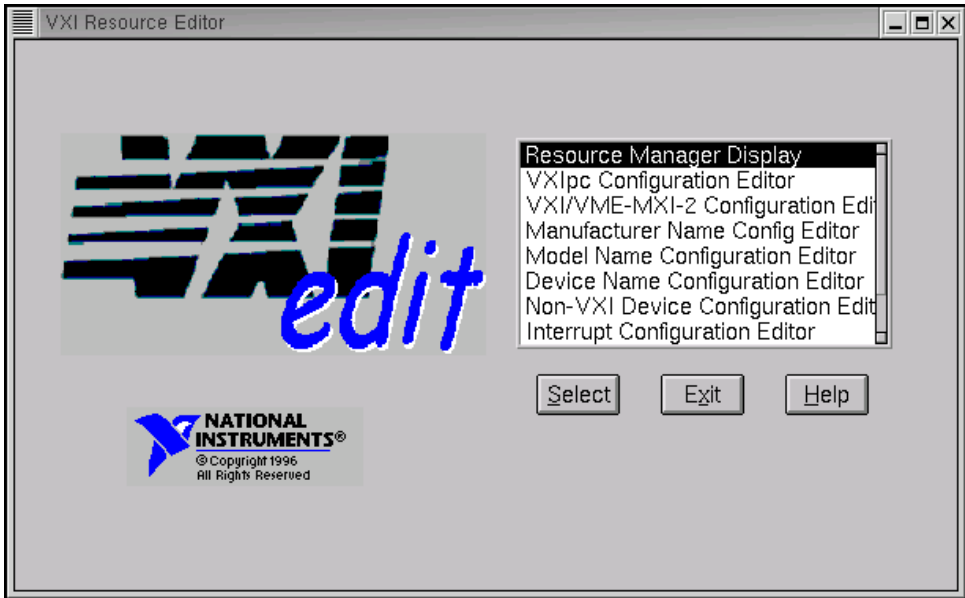 VXI Resource Editor
VXI
edit
Resource Manager Display
VXIpc Configuration Editor
VXI/VME-MXI-2 Configuration Edi
Manufacturer Name Config Editor
Model Name Configuration Editor
Device Name Configuration Editor
Non-VXI Device Configuration Edit
Interrupt Configuration Editor
Select
Exit
Help
NATIONAL
INSTRUMENTS®
© Copyright 1996
All Rights Reserved